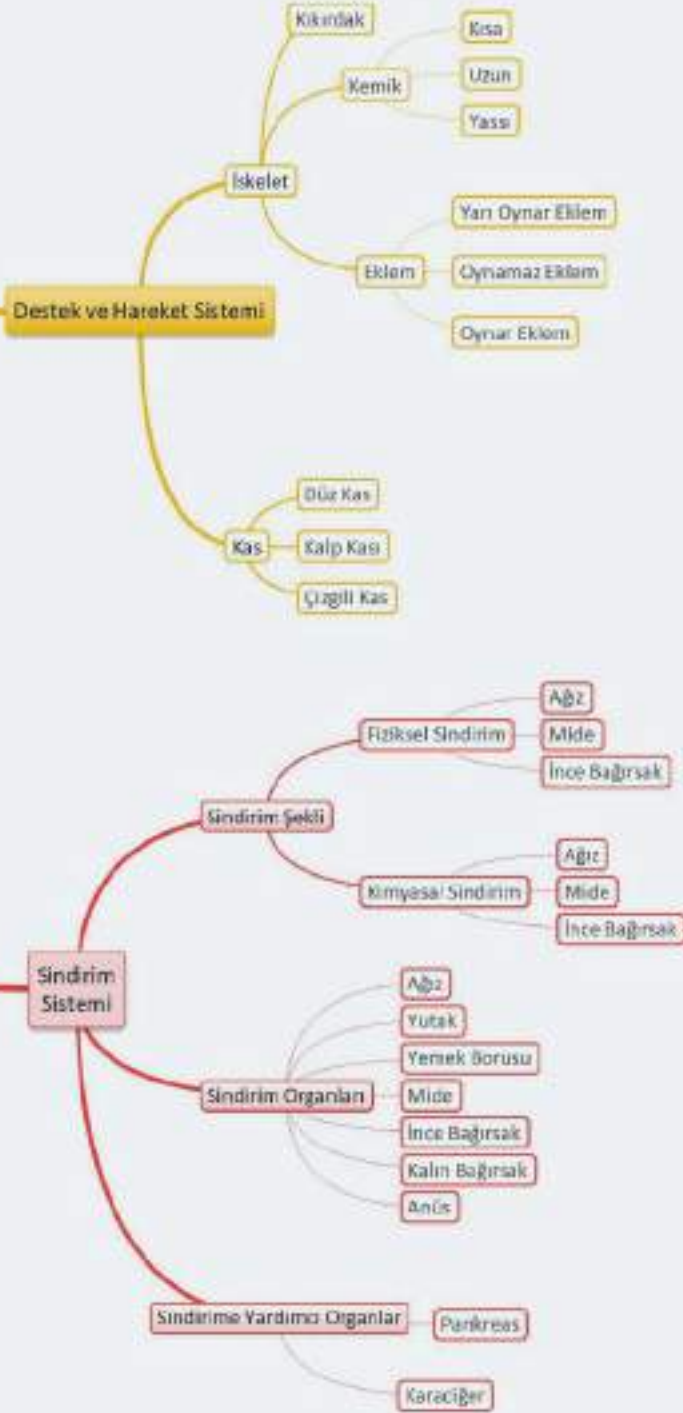 Kıkırdak
Kısa
Kemik
Uzun
Yassı
İskelet
Yarı Oynar Eklem
Eklem
Oynamaz Eklem
Oynar Eklem
Destek ve Hareket Sistemi
Düz Kas
Kas
Kalp Kası
Çizgili Kas
Ağız
Fiziksel Sindirim
Mide
İnce Bağırsak
Sindirim Şekli
Ağız
Kimyasal Sindirim
Mide
İnce Bağırsak
Sindirim
Sistemi
Ağız
Yutak
Yemek Borusu
Sindirim Organları
Mide
İnce Bağırsak
Kalın Bağırsak
Anüs
Sindirime Yardımcı Organlar
Pankreas
Karaciğer